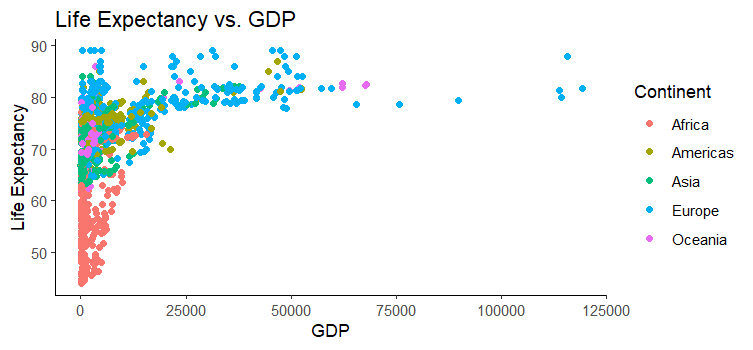 Life Expectancy vs. GDP
90
80
70
60
50
Life Expectancy
0 25000 50000 75000 100000 125000
GDP
Continent
Africa
Americas
Asia
Europe
Oceania